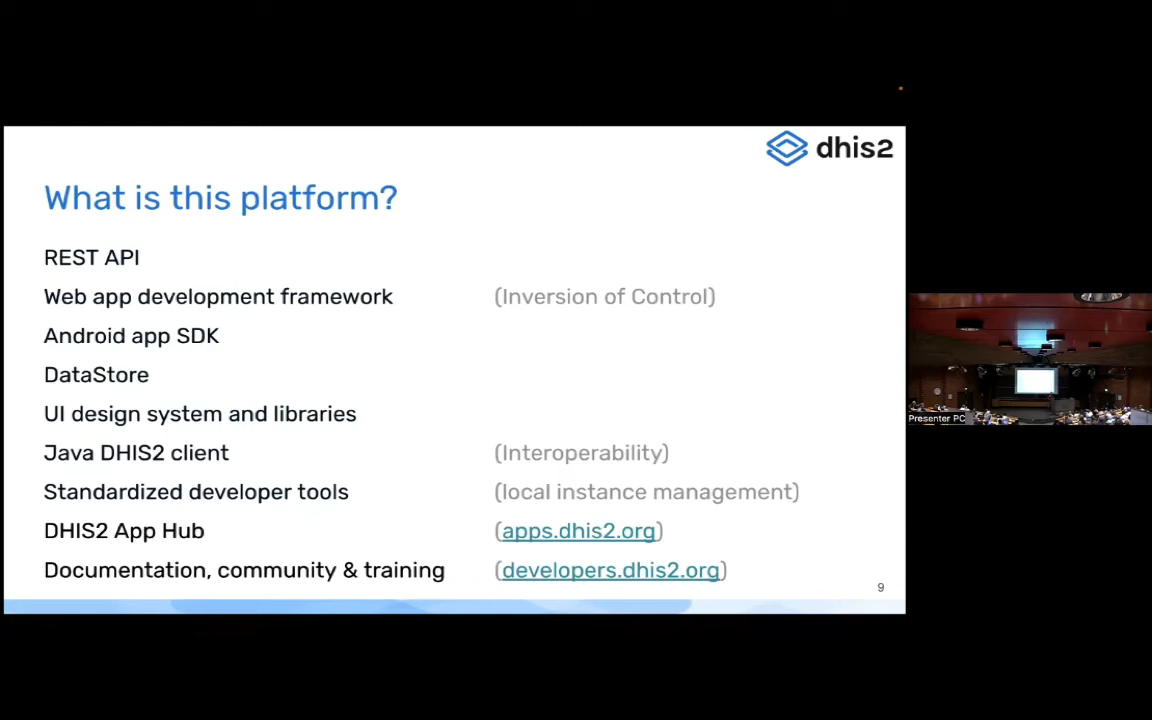 dhis2
What is this platform?
REST API
Web app development framework (Inversion of Control)
Android app SDK
DataStore
UI design system and libraries
Java DHIS2 client (Interoperability)
Standardized developer tools (local instance management)
DHIS2 App Hub (apps.dhis2.org)
Documentation, community & training (developers.dhis2.org)
9
Presenter PC